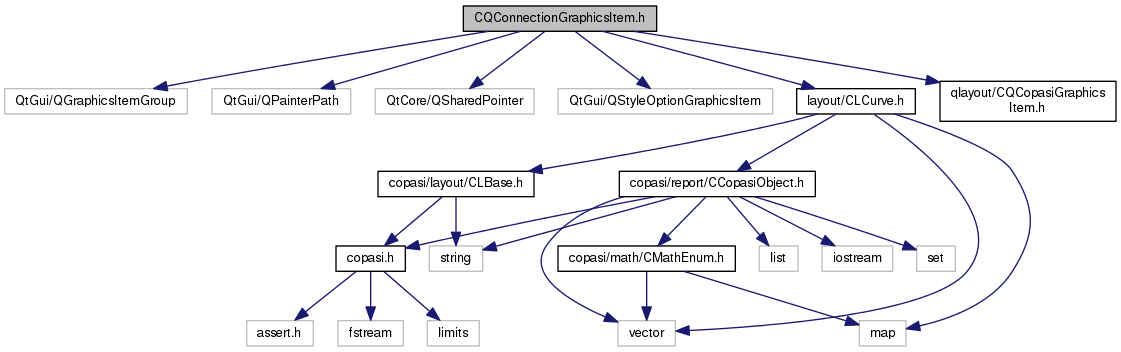 CQConnectionGraphicsItem.h
QtGui/QGraphicsItemGroup
QtGui/QPainterPath
QtCore/QSharedPointer
QtGui/QStyleOptionGraphicsItem
layout/CLCurve.h
qlayout/CQCopasiGraphics
Item.h
copasi/layout/CLBase.h
copasi/report/CCopasiObject.h
copasi.h
string
copasi/math/CMathEnum.h
list
iostream
set
assert.h
fstream
limits
vector
map